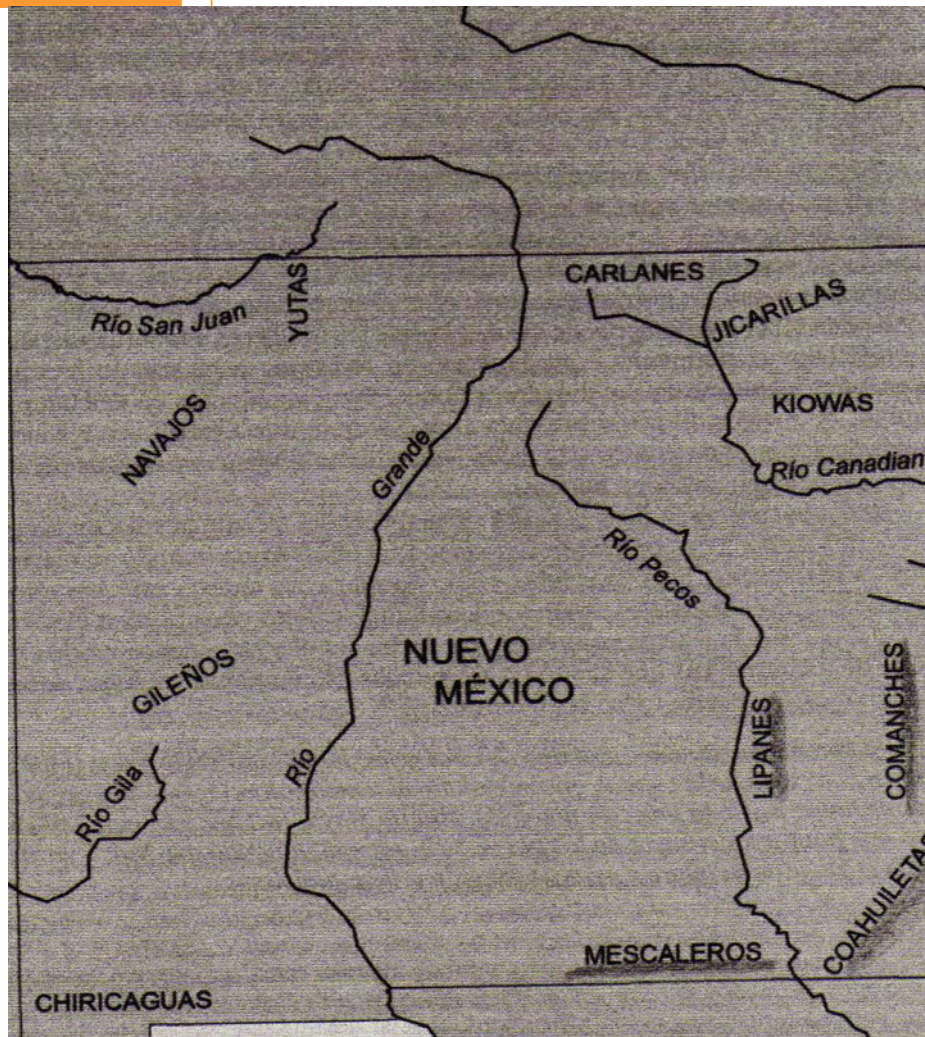 CARLANES
YUTAS
Río San Juan
JICARILLAS
NAVAJOS
KIOWAS
Grande
Río Canadian
Río Pecos
NUEVO
MÉXICO
GILEÑOS
LIPANES
COMANCHES
Río
Río Gila
MESCALEROS
CHIRICAGUAS